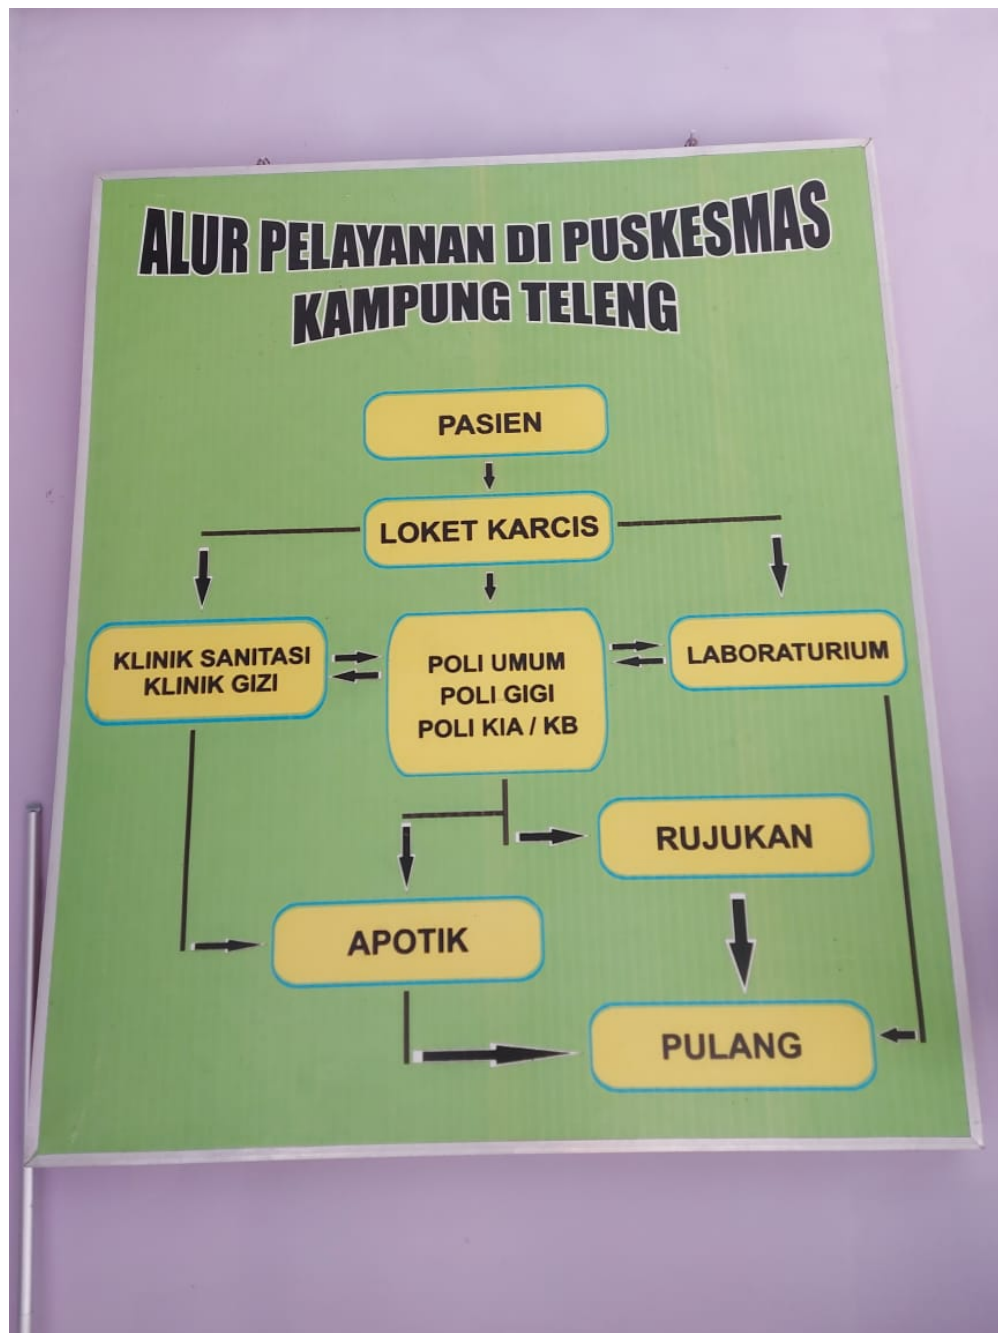 ALUR PELAYANAN DI PUSKESMAS
KAMPUNG TELENG
PASIEN
LOKET KARCIS
KLINIK SANITASI
KLINIK GIZI
POLI UMUM
POLI GIGI
POLI KIA / KB
LABORATURIUM
RUJUKAN
APOTIK
PULANG